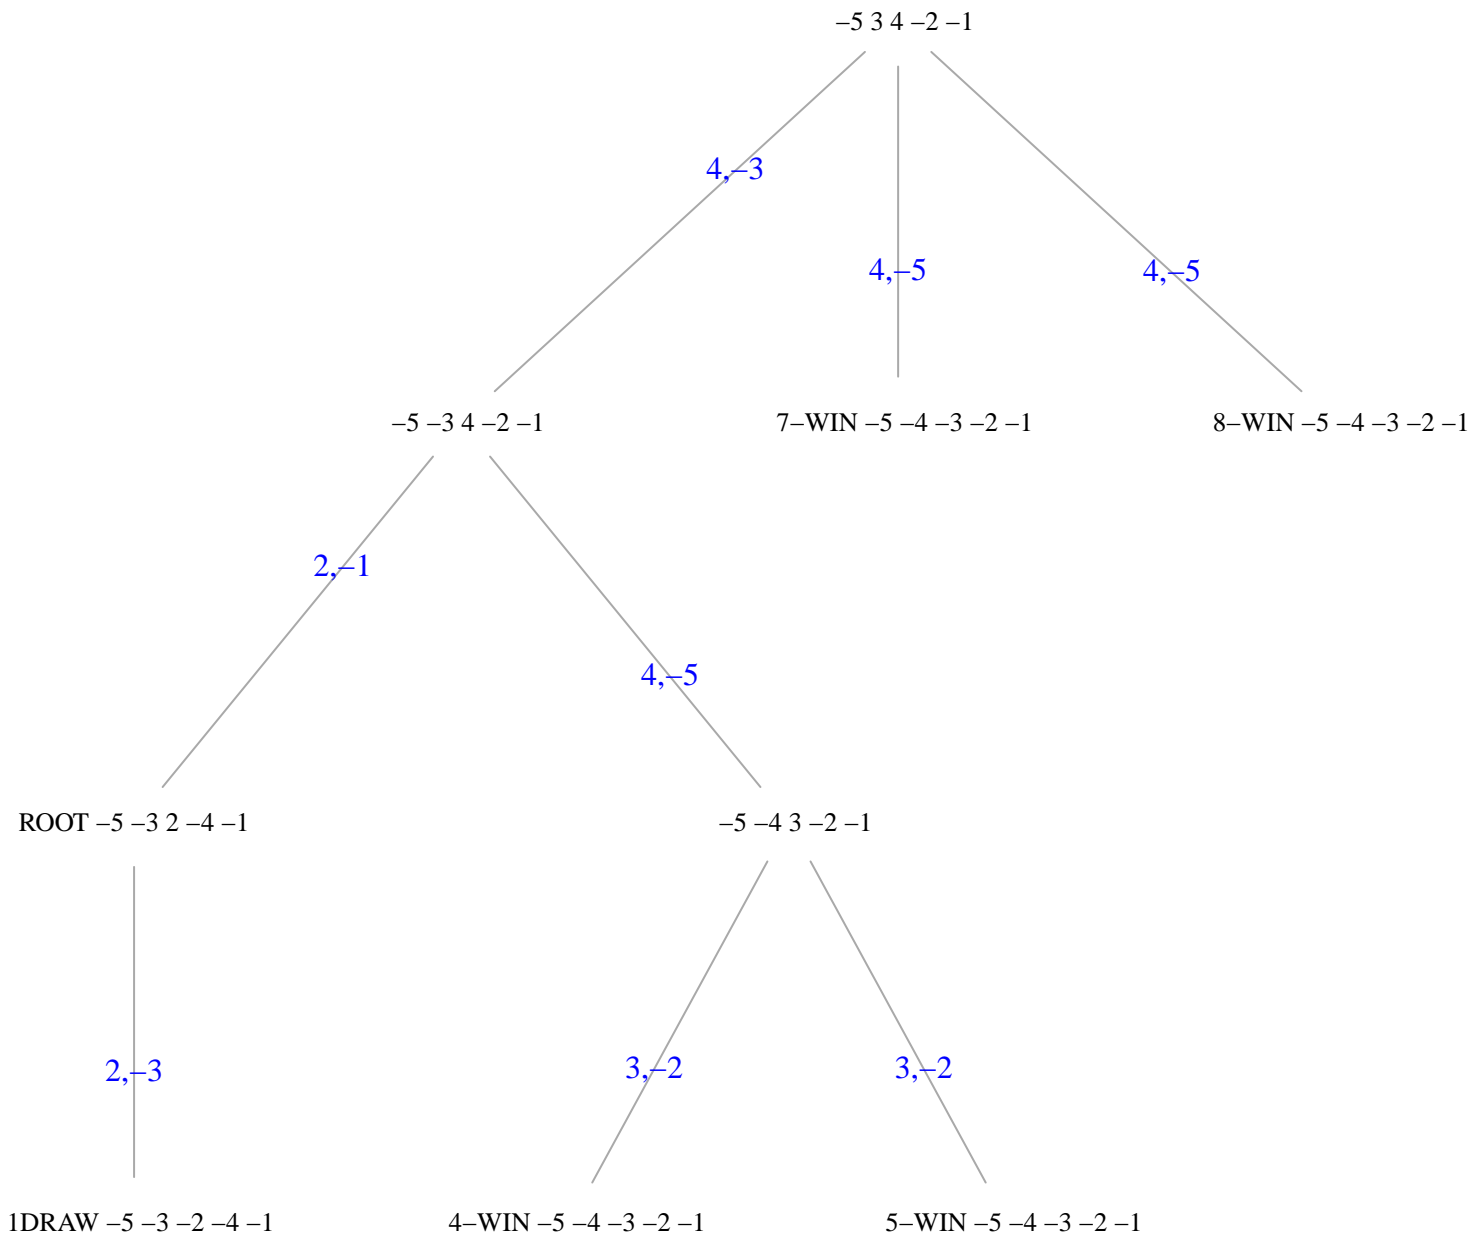 –5 3 4 –2 –1
4,–3
4,–5
4,–5
–5 –3 4 –2 –1
7–WIN –5 –4 –3 –2 –1
8–WIN –5 –4 –3 –2 –1
2,–1
4,–5
ROOT –5 –3 2 –4 –1
–5 –4 3 –2 –1
2,–3
3,–2
3,–2
1DRAW –5 –3 –2 –4 –1
4–WIN –5 –4 –3 –2 –1
5–WIN –5 –4 –3 –2 –1